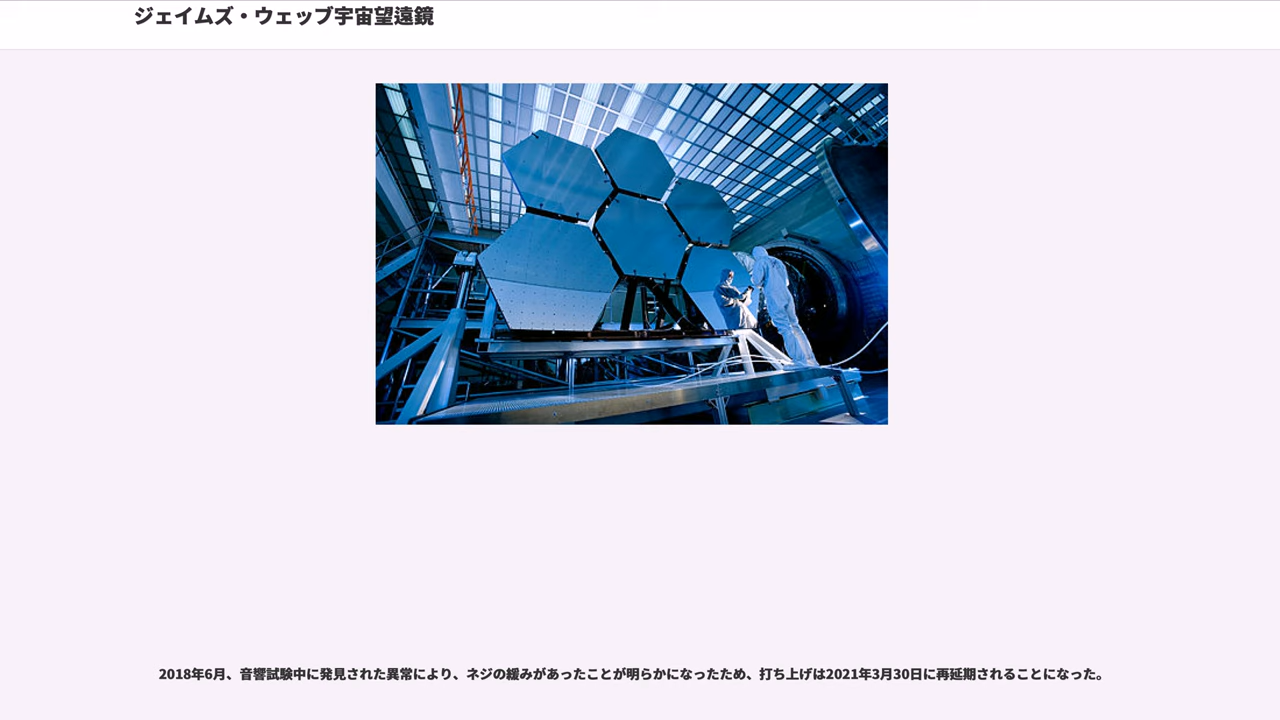 ジェイムズ・ウェッブ宇宙望遠鏡
2018年6月、音響試験中に発見された異常により、ネジの緩みがあったことが明らかになったため、打ち上げは2021年3月30日に再延期されることになった。